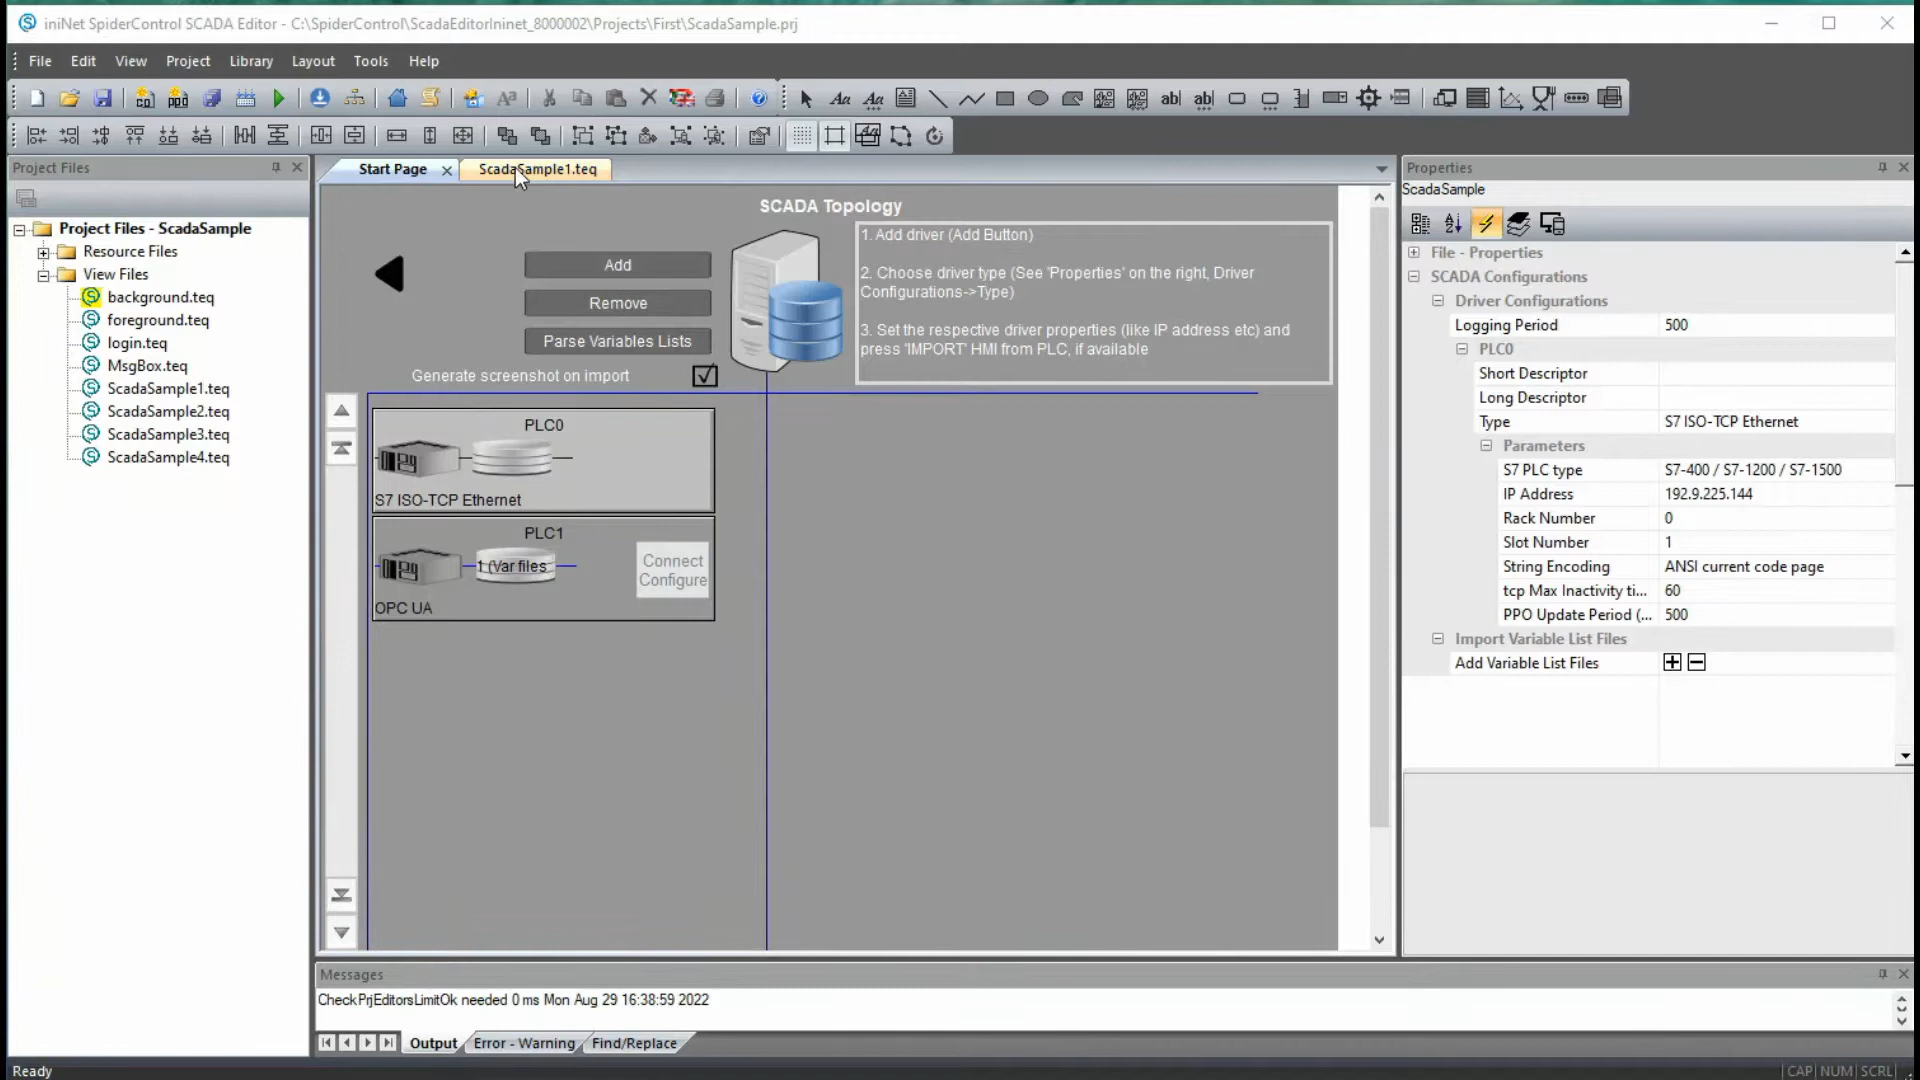 iniNet SpiderControl SCADA Editor - C:\SpiderControl\ScadaEditorIninet_8000002\Projects\First\ScadaSample.prj
File Edit View Project Library Layout Tools Help
Project Files
Project Files - ScadaSample
Resource Files
View Files
background.teq
foreground.teq
login.teq
MsgBox.teq
ScadaSample1.teq
ScadaSample2.teq
ScadaSample3.teq
ScadaSample4.teq
Start Page
ScadaSample1.teq
SCADA Topology
Add
Remove
Parse Variables Lists
Generate screenshot on import
1. Add driver (Add Button)
2. Choose driver type (See 'Properties' on the right, Driver
Configurations->Type)
3. Set the respective driver properties (like IP address etc) and
press 'IMPORT' HMI from PLC, if available
PLC0
S7 ISO-TCP Ethernet
PLC1
1 (Var files
Connect
Configure
OPC UA
Properties
ScadaSample
File - Properties
SCADA Configurations
Driver Configurations
Logging Period 500
PLC0
Short Descriptor
Long Descriptor
Type S7 ISO-TCP Ethernet
Parameters
S7 PLC type S7-400 / S7-1200 / S7-1500
IP Address 192.9.225.144
Rack Number 0
Slot Number 1
String Encoding ANSI current code page
tcp Max Inactivity ti... 60
PPO Update Period (... 500
Import Variable List Files
Add Variable List Files
Messages
CheckPrjEditorsLimitOk needed 0 ms Mon Aug 29 16:38:59 2022
Output Error - Warning Find/Replace
Ready
CAP NUM SCRL